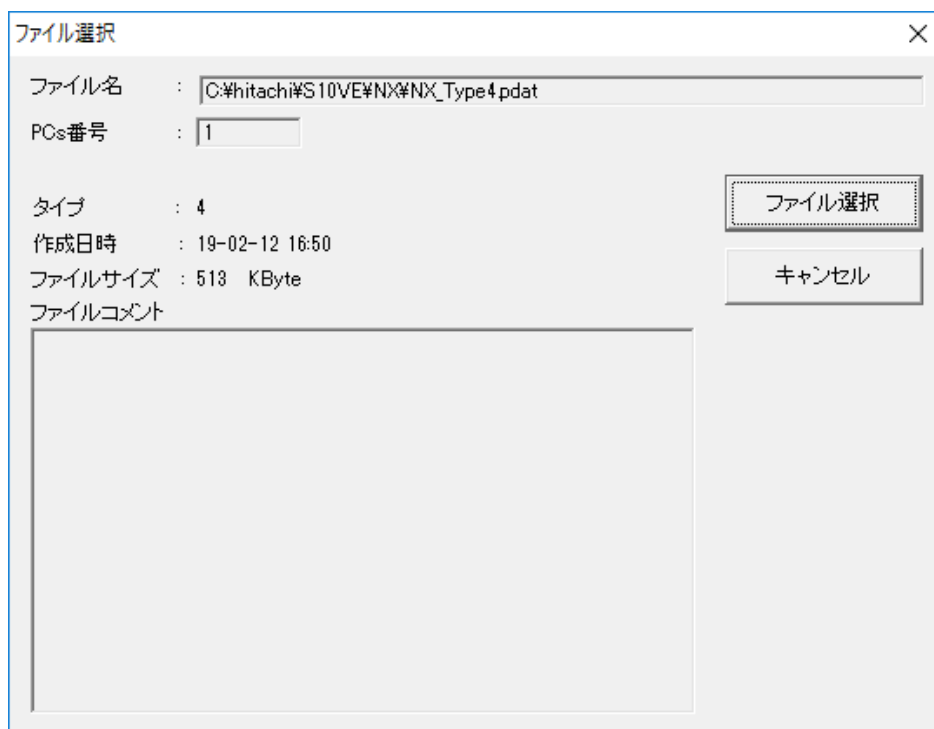 ファイル選択
ファイル名 : C:¥hitachi¥S10VE¥NX¥NX_Type4.pdat
PCs番号 : 1
ファイル選択
タイプ : 4
作成日時 : 19-02-12 16:50
キャンセル
ファイルサイズ : 513 KByte
ファイルコメント